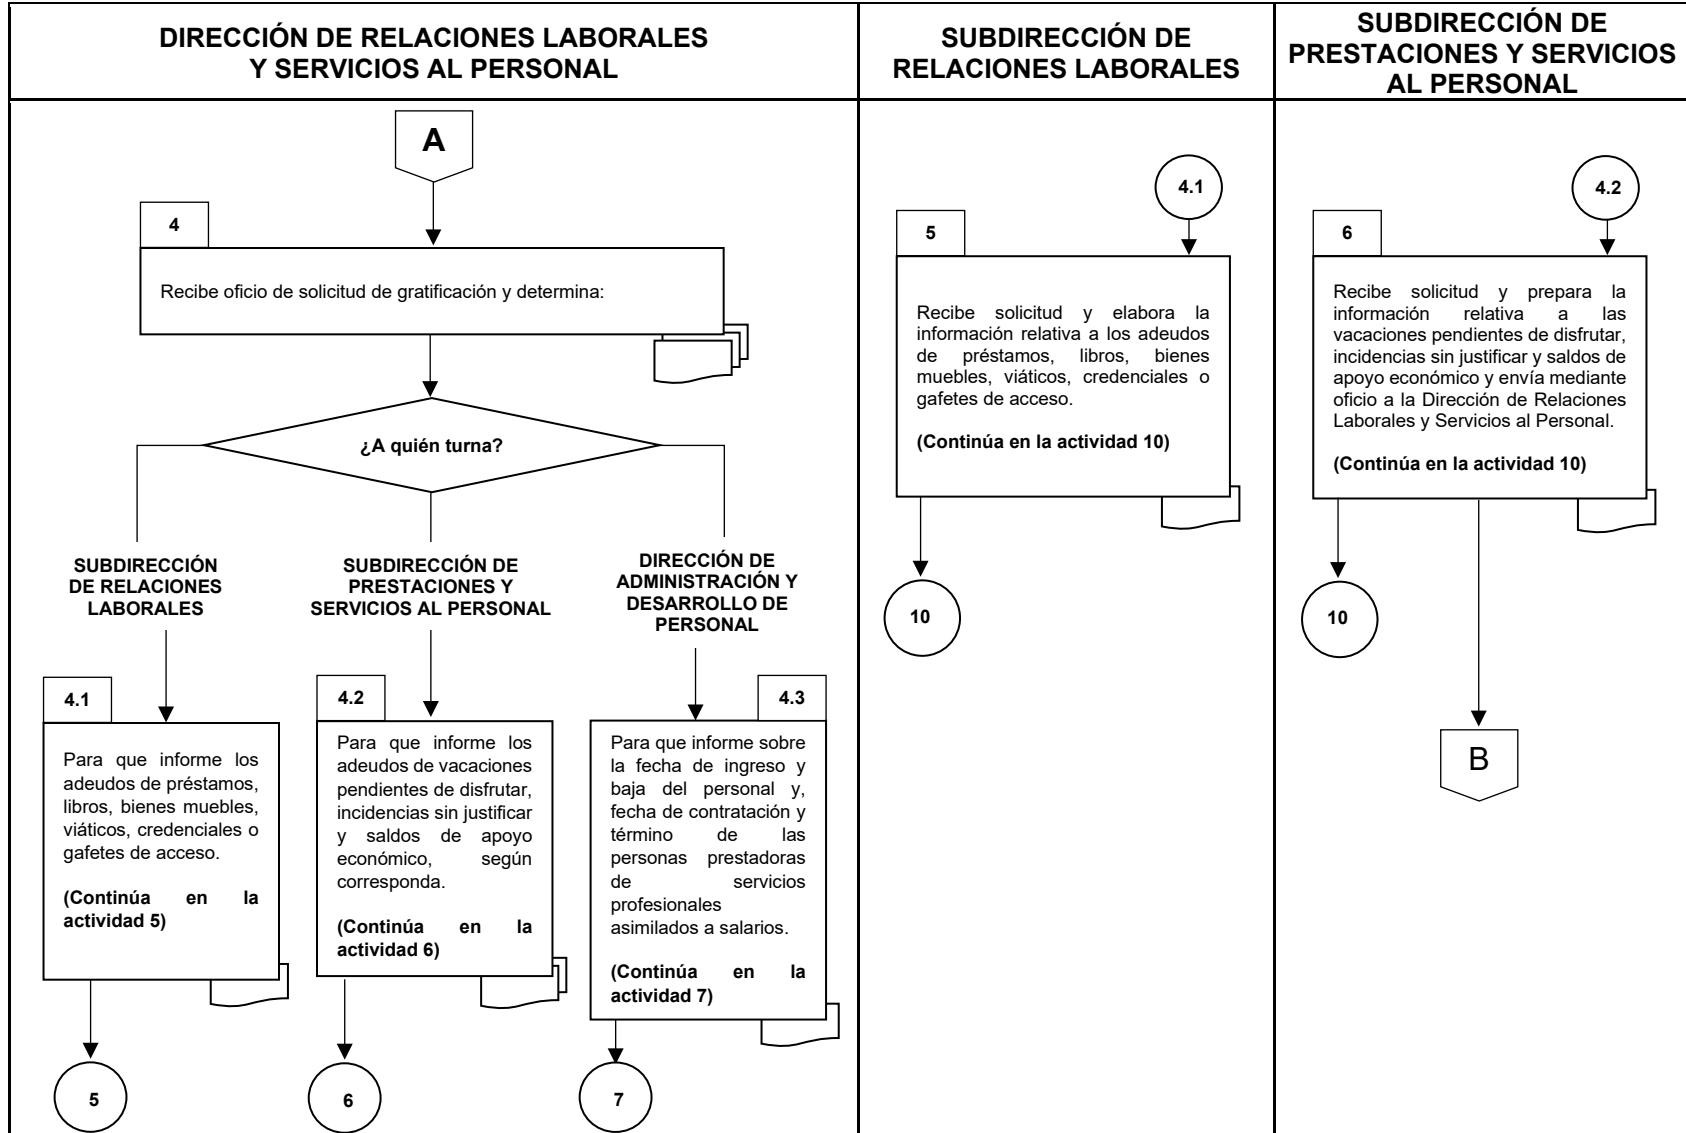 DIRECCIÓN DE RELACIONES LABORALES
Y SERVICIOS AL PERSONAL
SUBDIRECCIÓN DE
RELACIONES LABORALES
SUBDIRECCIÓN DE
PRESTACIONES Y SERVICIOS
AL PERSONAL
A
4
Recibe oficio de solicitud de gratificación y determina:
¿A quién turna?
SUBDIRECCIÓN
DE RELACIONES
LABORALES
SUBDIRECCIÓN DE
PRESTACIONES Y
SERVICIOS AL PERSONAL
DIRECCIÓN DE
ADMINISTRACIÓN Y
DESARROLLO DE
PERSONAL
4.1
Para que informe los
adeudos de préstamos,
libros, bienes muebles,
viáticos, credenciales o
gafetes de acceso.
(Continúa en la
actividad 5)
5
4.2
Para que informe los
adeudos de vacaciones
pendientes de disfrutar,
incidencias sin justificar
y saldos de apoyo
económico, según
corresponda.
(Continúa en la
actividad 6)
6
4.3
Para que informe sobre
la fecha de ingreso y
baja del personal y,
fecha de contratación y
término de las
personas prestadoras
de servicios
profesionales
asimilados a salarios.
(Continúa en la
actividad 7)
7
4.1
5
Recibe solicitud y elabora la
información relativa a los adeudos
de préstamos, libros, bienes
muebles, viáticos, credenciales o
gafetes de acceso.
(Continúa en la actividad 10)
10
4.2
6
Recibe solicitud y prepara la
información relativa a las
vacaciones pendientes de disfrutar,
incidencias sin justificar y saldos de
apoyo económico y envía mediante
oficio a la Dirección de Relaciones
Laborales y Servicios al Personal.
(Continúa en la actividad 10)
10
B